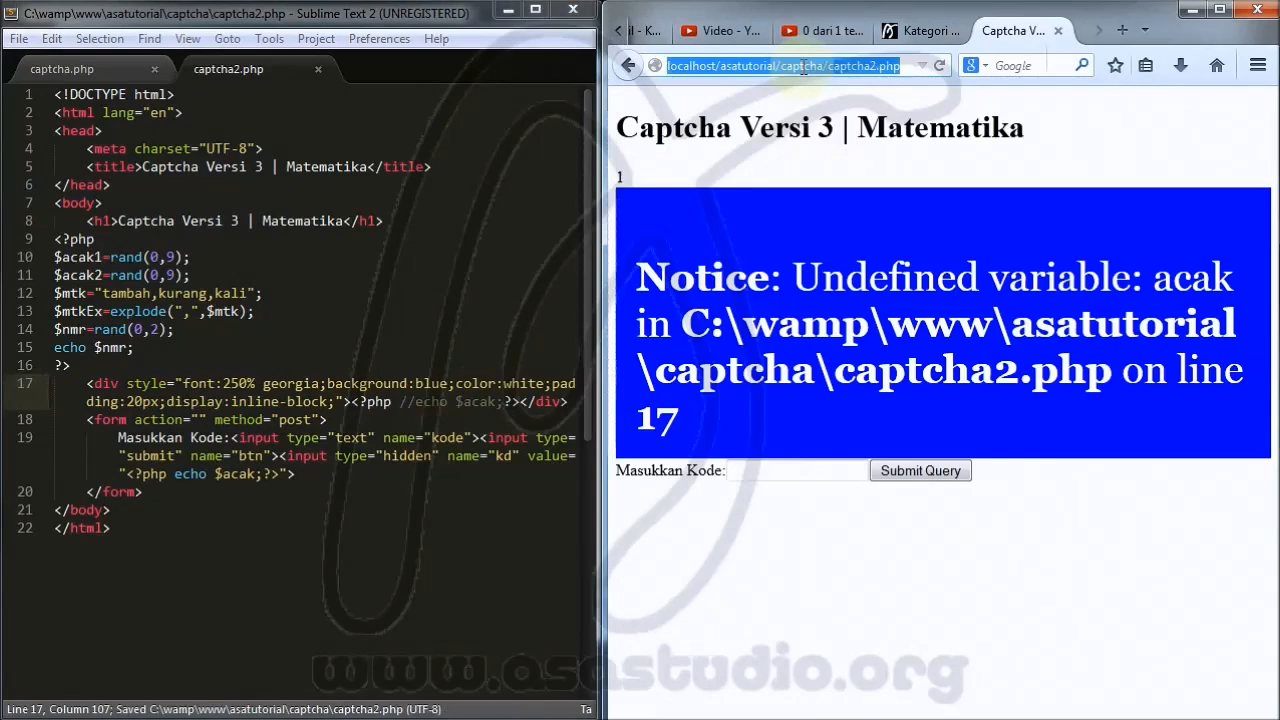 C:\wamp\www\asatutorial\captcha\captcha2.php - Sublime Text 2 (UNREGISTERED)
File Edit Selection Find View Goto Tools Project Preferences Help
captcha.php captcha2.php
1 <!DOCTYPE html>
2 <html lang="en">
3 <head>
4 <meta charset="UTF-8">
5 <title>Captcha Versi 3 | Matematika</title>
6 </head>
7 <body>
8 <h1>Captcha Versi 3 | Matematika</h1>
9 <?php
10 $acak1=rand(0,9);
11 $acak2=rand(0,9);
12 $mtk="tambah,kurang,kali";
13 $mtkEx=explode(",",$mtk);
14 $nmr=rand(0,2);
15 echo $nmr;
16 ?>
17 <div style="font:250% georgia;background:blue;color:white;pad
ding:20px;display:inline-block;"><?php //echo $acak;?></div>
18 <form action="" method="post">
19 Masukkan Kode:<input type="text" name="kode"><input type=
"submit" name="btn"><input type="hidden" name="kd" value=
"<?php echo $acak;?>">
20 </form>
21 </body>
22 </html>
Line 17, Column 107; Saved C:\wamp\www\asatutorial\captcha\captcha2.php (UTF-8) Ta
il - K... Video - Y... 0 dari 1 te... Kategori ... Captcha V...
localhost/asatutorial/captcha/captcha2.php Google
Captcha Versi 3 | Matematika
1
Notice: Undefined variable: acak
in C:\wamp\www\asatutorial
\captcha\captcha2.php on line
17
Masukkan Kode: Submit Query
www.asastudio.org